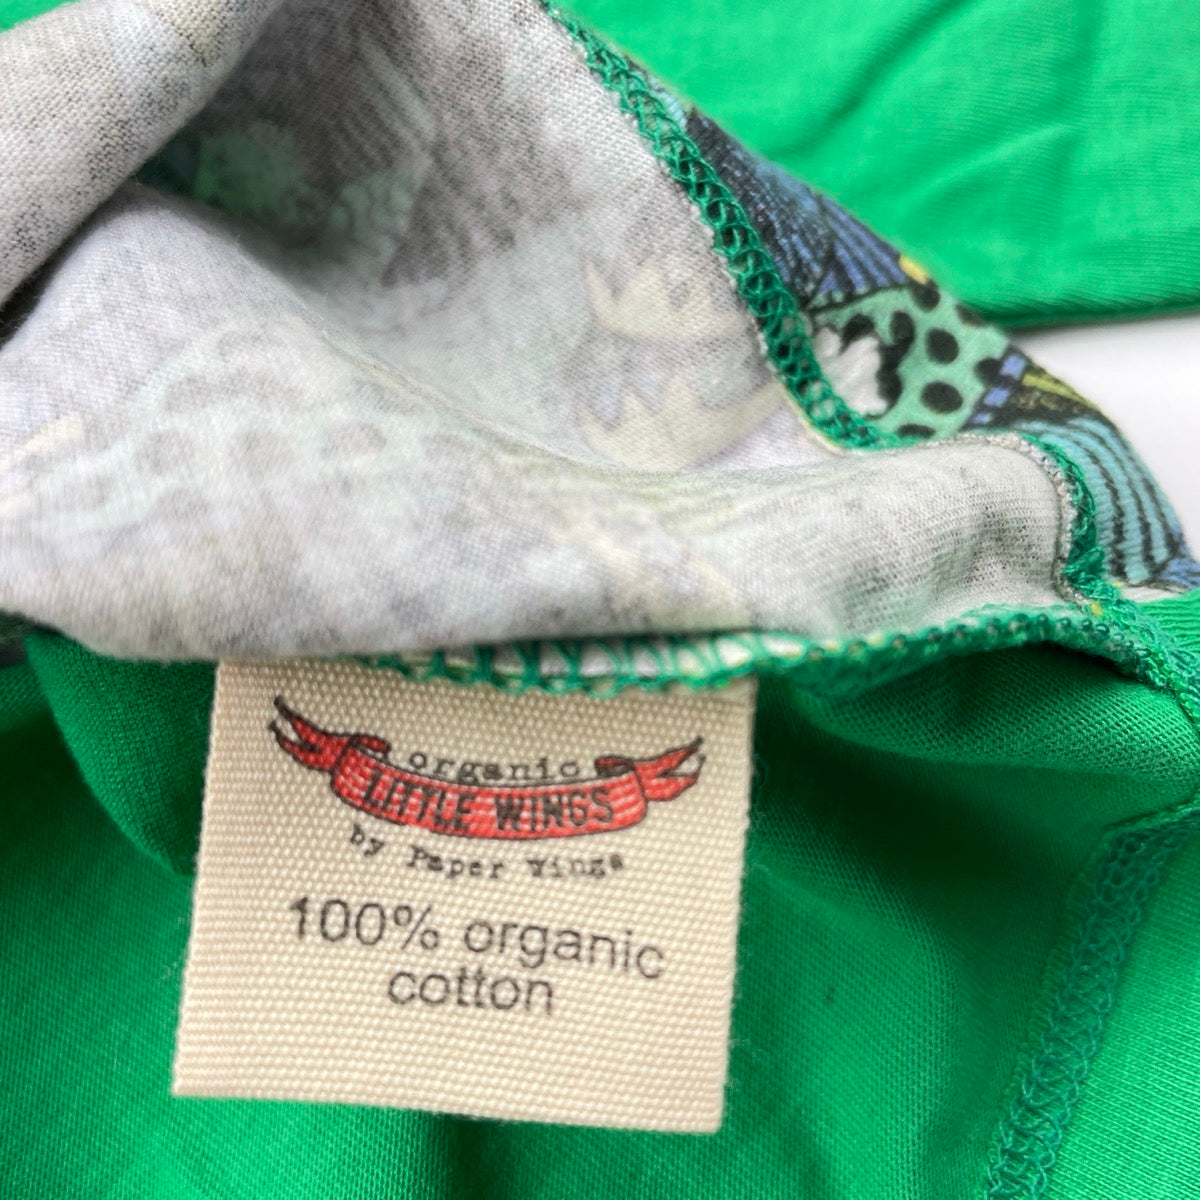 organic
LITTLE WINGS
by Paper Wings
100% organic
cotton